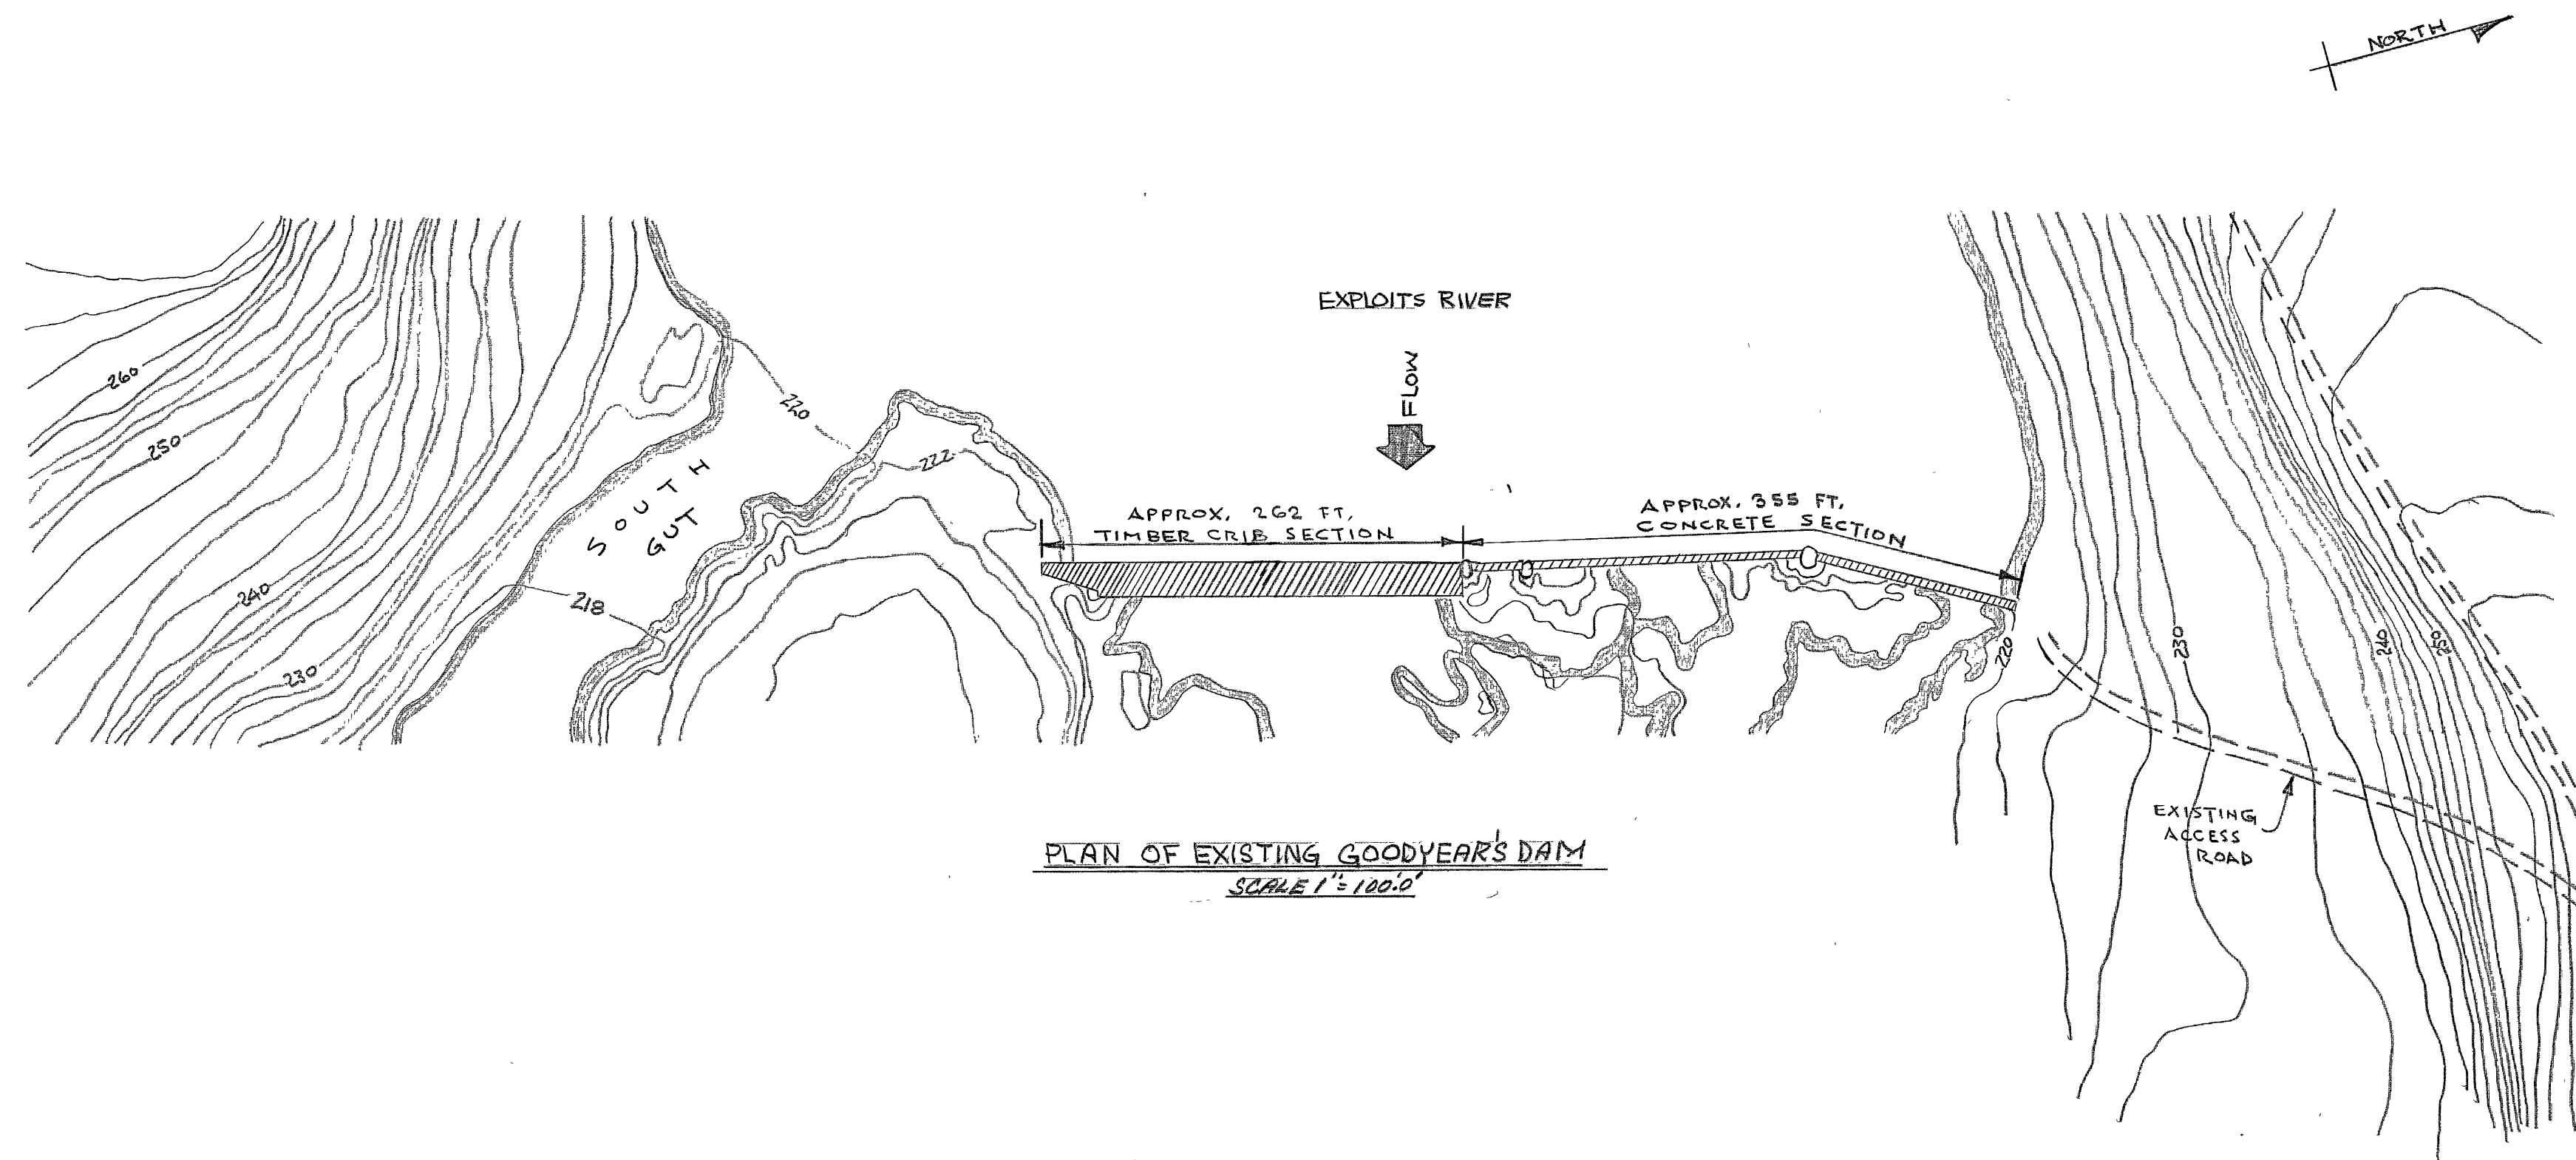 NORTH
EXPLOITS RIVER
FLOW
260
250
240
230
220
222
218
SOUTH
GUT
APPROX. 262 FT.
TIMBER CRIB SECTION
APPROX. 355 FT.
CONCRETE SECTION
220
230
240
250
EXISTING
ACCESS
ROAD
PLAN OF EXISTING GOODYEAR'S DAM
SCALE 1"=100'.0'